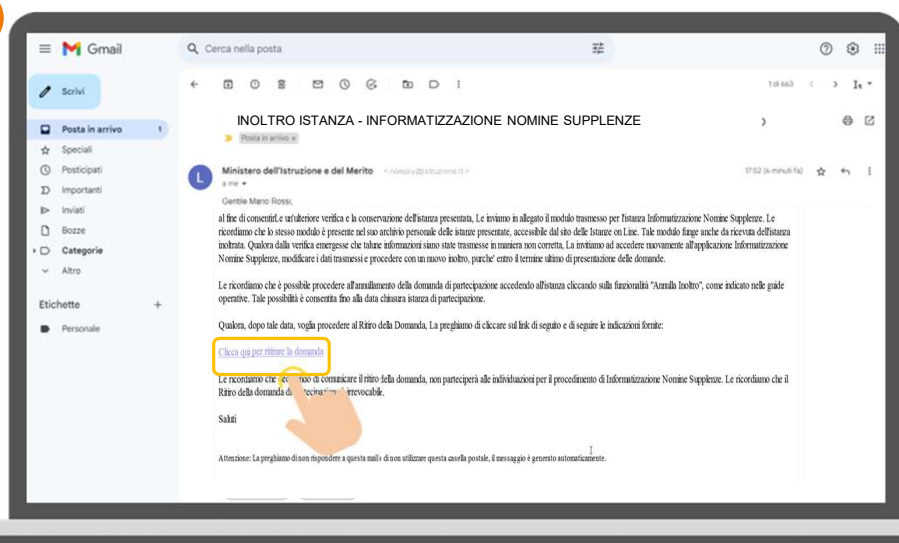 Gmail
Cerca nella posta
Scrivi
1 di 663
Posta in arrivo 1
Speciali
Posticipati
Importanti
Inviati
Bozze
Categorie
Altro
Etichette +
Personale
INOLTRO ISTANZA - INFORMATIZZAZIONE NOMINE SUPPLENZE
Posta in arrivo x
L
Ministero dell'Istruzione e del Merito <noreply@istruzione.it>
17:52 (6 minuti fa)
a me
Gentile Mario Rossi,
al fine di consentirLe un'ulteriore verifica e la conservazione dell'istanza presentata, Le inviamo in allegato il modulo trasmesso per l'istanza Informatizzazione Nomine Supplenze. Le
ricordiamo che lo stesso modulo è presente nel suo archivio personale delle istanze presentate, accessibile dal sito delle Istanze on Line. Tale modulo funge anche da ricevuta dell'istanza
inoltrata. Qualora dalla verifica emergesse che talune informazioni siano state trasmesse in maniera non corretta, La invitiamo ad accedere nuovamente all'applicazione Informatizzazione
Nomine Supplenze, modificare i dati trasmessi e procedere con un nuovo inoltro, purche' entro il termine ultimo di presentazione delle domande.
Le ricordiamo che è possibile procedere all'annullamento della domanda di partecipazione accedendo all'istanza cliccando sulla funzionalità "Annulla Inoltro", come indicato nelle guide
operative. Tale possibilità è consentita fino alla data chiusura istanza di partecipazione.
Qualora, dopo tale data, voglia procedere al Ritiro della Domanda, La preghiamo di cliccare sul link di seguito e di seguire le indicazioni fornite:
Clicca qui per ritirare la domanda
Le ricordiamo che di comunicare il ritiro della domanda, non parteciperà alle individuazioni per il procedimento di Informatizzazione Nomine Supplenze. Le ricordiamo che il
Ritiro della domanda di irrevocabile.
Saluti
Attenzione: La preghiamo di non rispondere a questa mail e di non utilizzare questa casella postale, il messaggio è generato automaticamente.